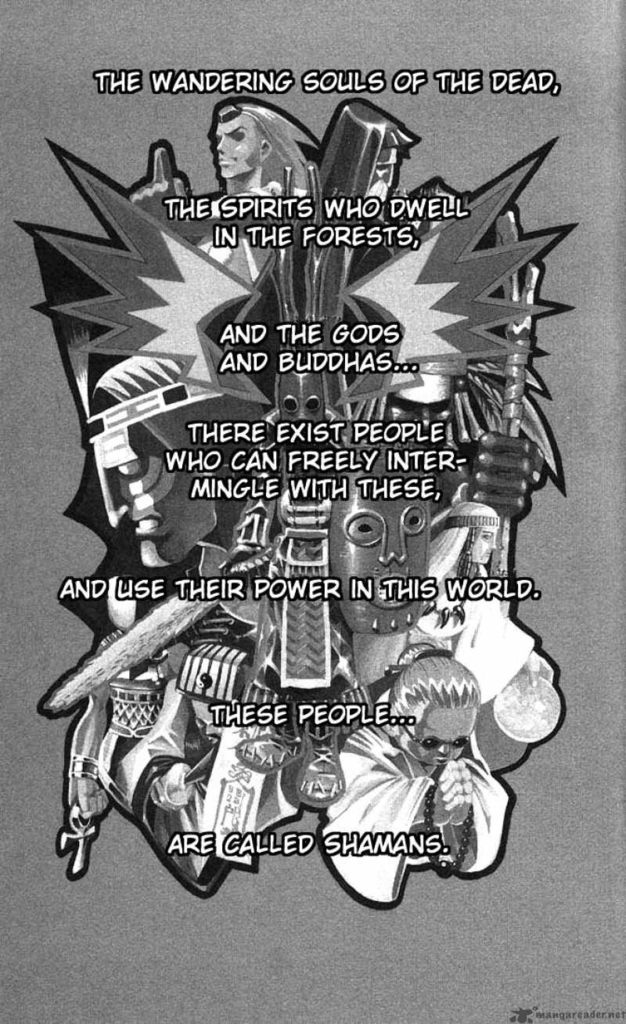 THE WANDERING SOULS OF THE DEAD,
THE SPIRITS WHO DWELL
IN THE FORESTS,
AND THE GODS
AND BUDDHAS...
THERE EXIST PEOPLE
WHO CAN FREELY INTER-
MINGLE WITH THESE,
AND USE THEIR POWER IN THIS WORLD.
THESE PEOPLE...
ARE CALLED SHAMANS.
mangareader.net